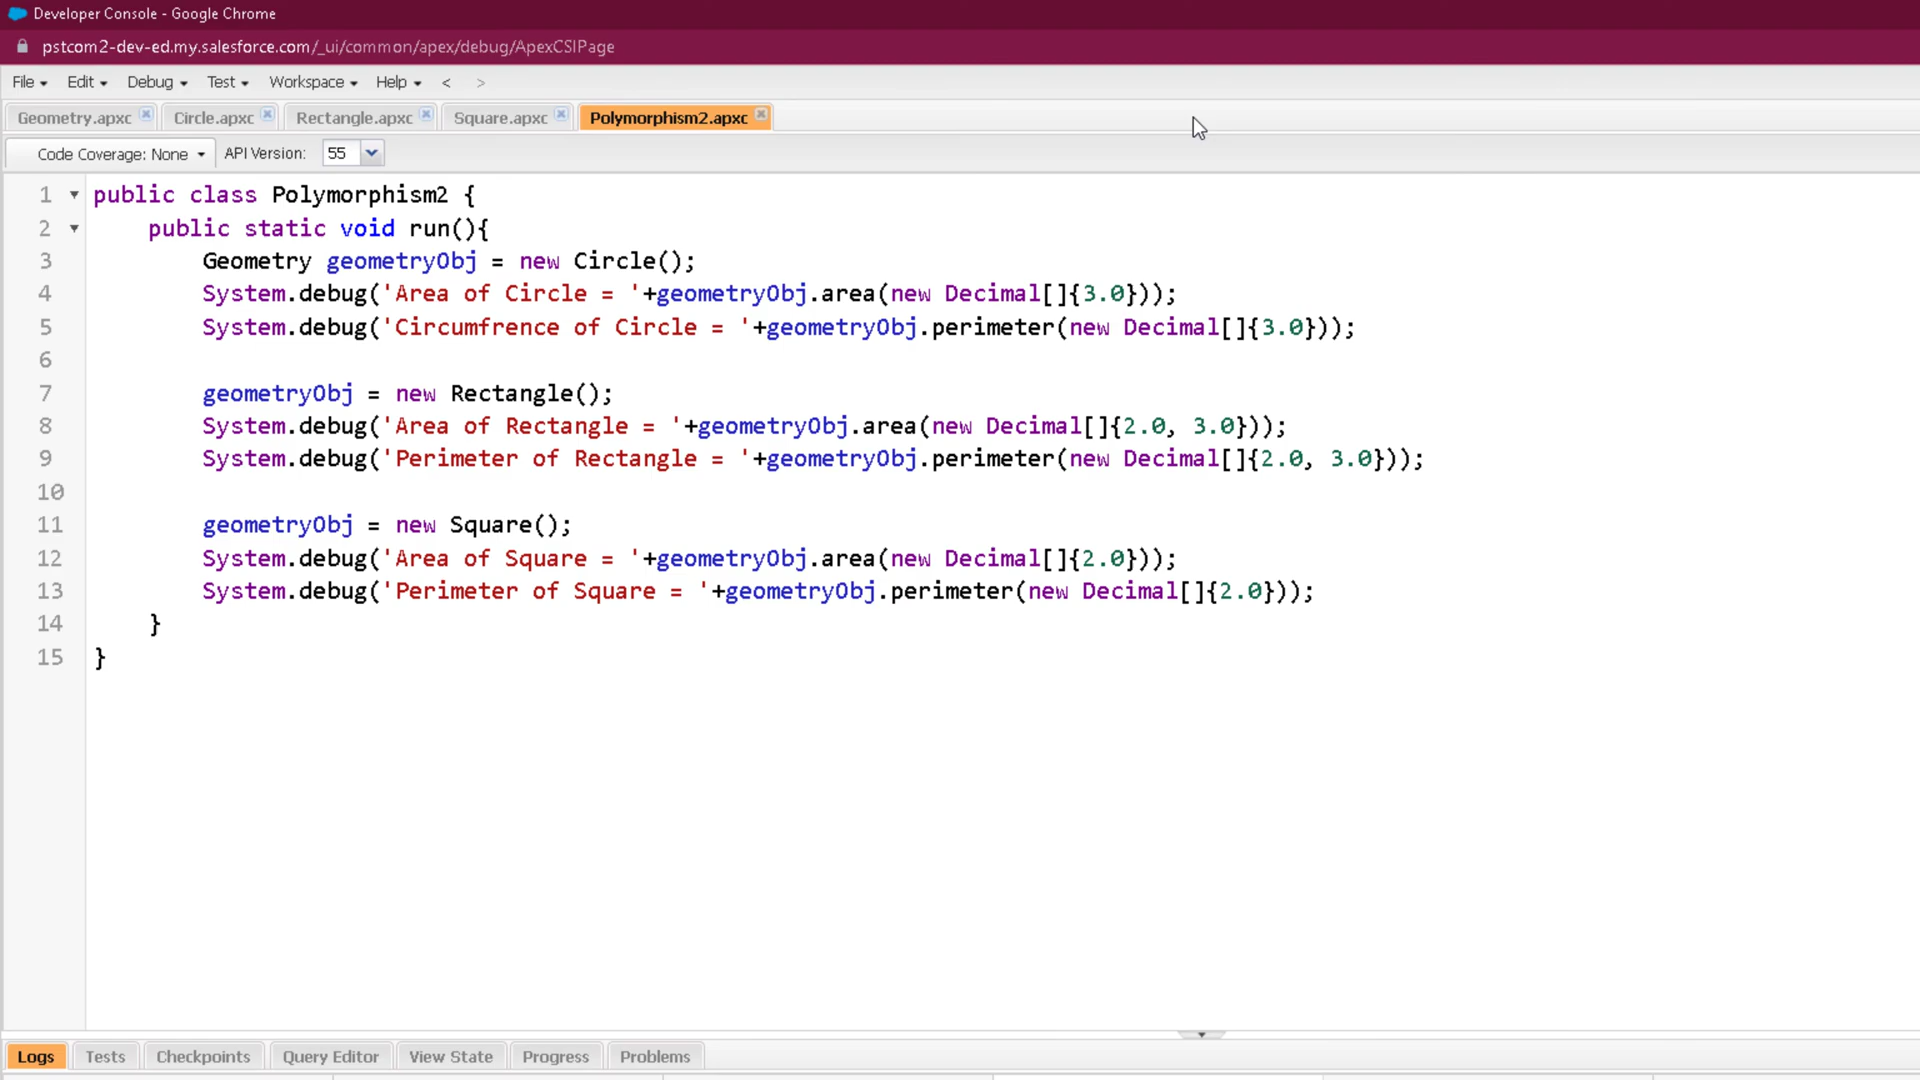 Developer Console - Google Chrome
pstcom2-dev-ed.my.salesforce.com/_ui/common/apex/debug/ApexCSIPage
File Edit Debug Test Workspace Help < >
Geometry.apxc Circle.apxc Rectangle.apxc Square.apxc Polymorphism2.apxc
Code Coverage: None API Version: 55
1 public class Polymorphism2 {
2     public static void run(){
3         Geometry geometryObj = new Circle();
4         System.debug('Area of Circle = '+geometryObj.area(new Decimal[]{3.0}));
5         System.debug('Circumfrence of Circle = '+geometryObj.perimeter(new Decimal[]{3.0}));
6
7         geometryObj = new Rectangle();
8         System.debug('Area of Rectangle = '+geometryObj.area(new Decimal[]{2.0, 3.0}));
9         System.debug('Perimeter of Rectangle = '+geometryObj.perimeter(new Decimal[]{2.0, 3.0}));
10
11         geometryObj = new Square();
12         System.debug('Area of Square = '+geometryObj.area(new Decimal[]{2.0}));
13         System.debug('Perimeter of Square = '+geometryObj.perimeter(new Decimal[]{2.0}));
14     }
15 }
Logs Tests Checkpoints Query Editor View State Progress Problems